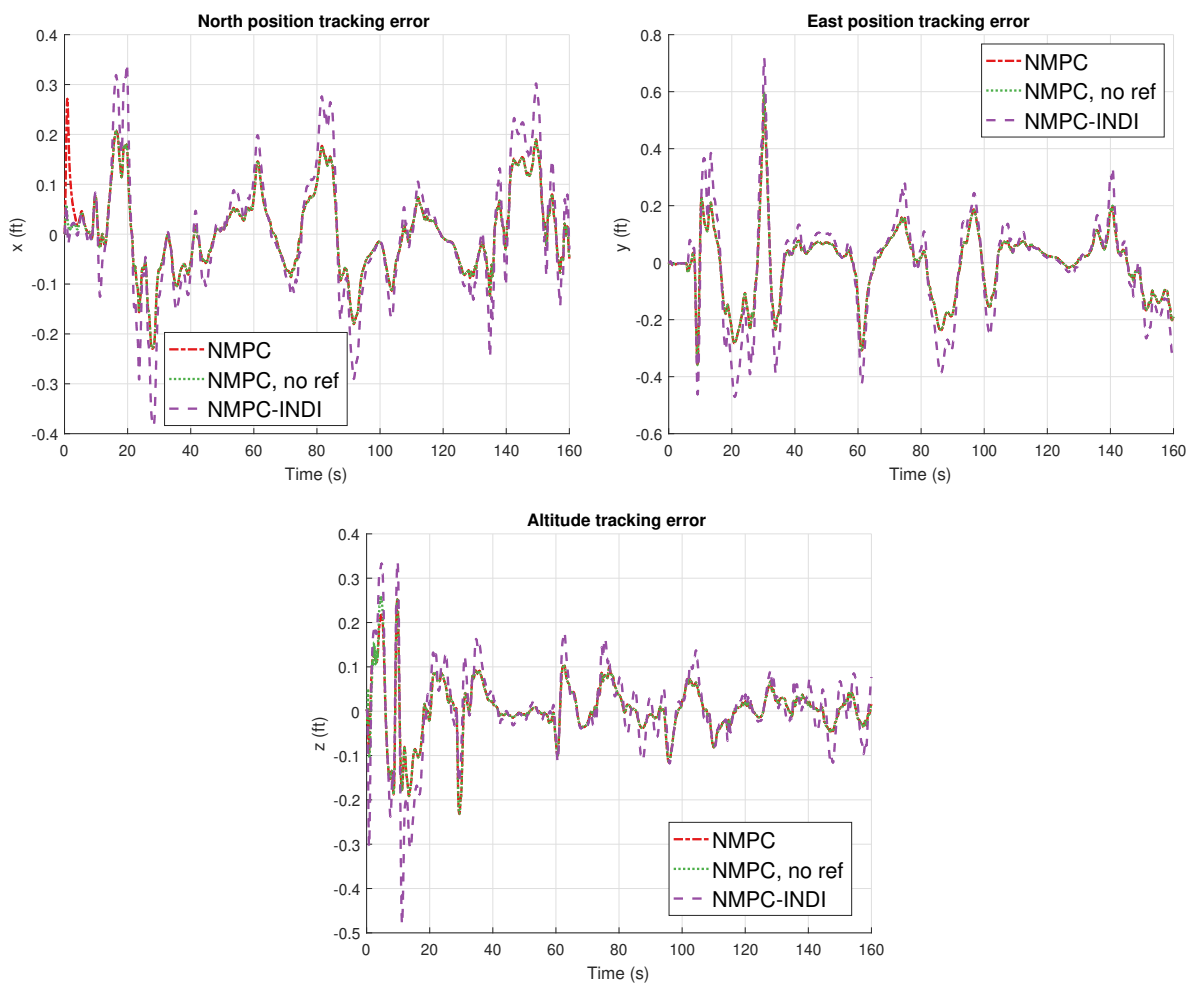 North position tracking error
0.4
0.3
0.2
0.1
0
-0.1
-0.2
-0.3
-0.4
x (ft)
NMPC
NMPC, no ref
NMPC-INDI
0 20 40 60 80 100 120 140 160
Time (s)
East position tracking error
0.8
0.6
0.4
0.2
0
-0.2
-0.4
-0.6
y (ft)
NMPC
NMPC, no ref
NMPC-INDI
0 20 40 60 80 100 120 140 160
Time (s)
Altitude tracking error
0.4
0.3
0.2
0.1
0
-0.1
-0.2
-0.3
-0.4
-0.5
z (ft)
NMPC
NMPC, no ref
NMPC-INDI
0 20 40 60 80 100 120 140 160
Time (s)